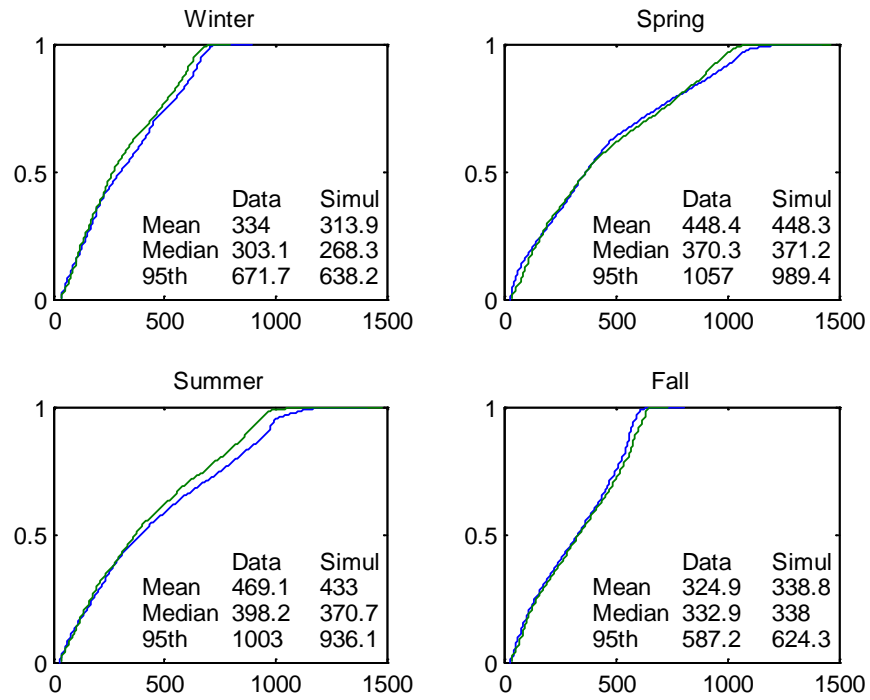 Winter
1
0.5
0
Data Simul
Mean 334 313.9
Median 303.1 268.3
95th 671.7 638.2
0 500 1000 1500
Spring
1
0.5
0
Data Simul
Mean 448.4 448.3
Median 370.3 371.2
95th 1057 989.4
0 500 1000 1500
Summer
1
0.5
0
Data Simul
Mean 469.1 433
Median 398.2 370.7
95th 1003 936.1
0 500 1000 1500
Fall
1
0.5
0
Data Simul
Mean 324.9 338.8
Median 332.9 338
95th 587.2 624.3
0 500 1000 1500